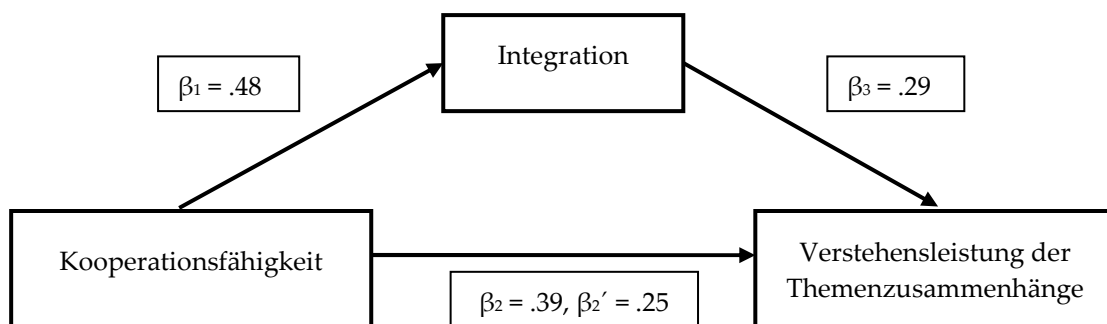 Integration
β1 = .48
β3 = .29
Kooperationsfähigkeit
Verstehensleistung der
Themenzusammenhänge
β2 = .39, β2´ = .25